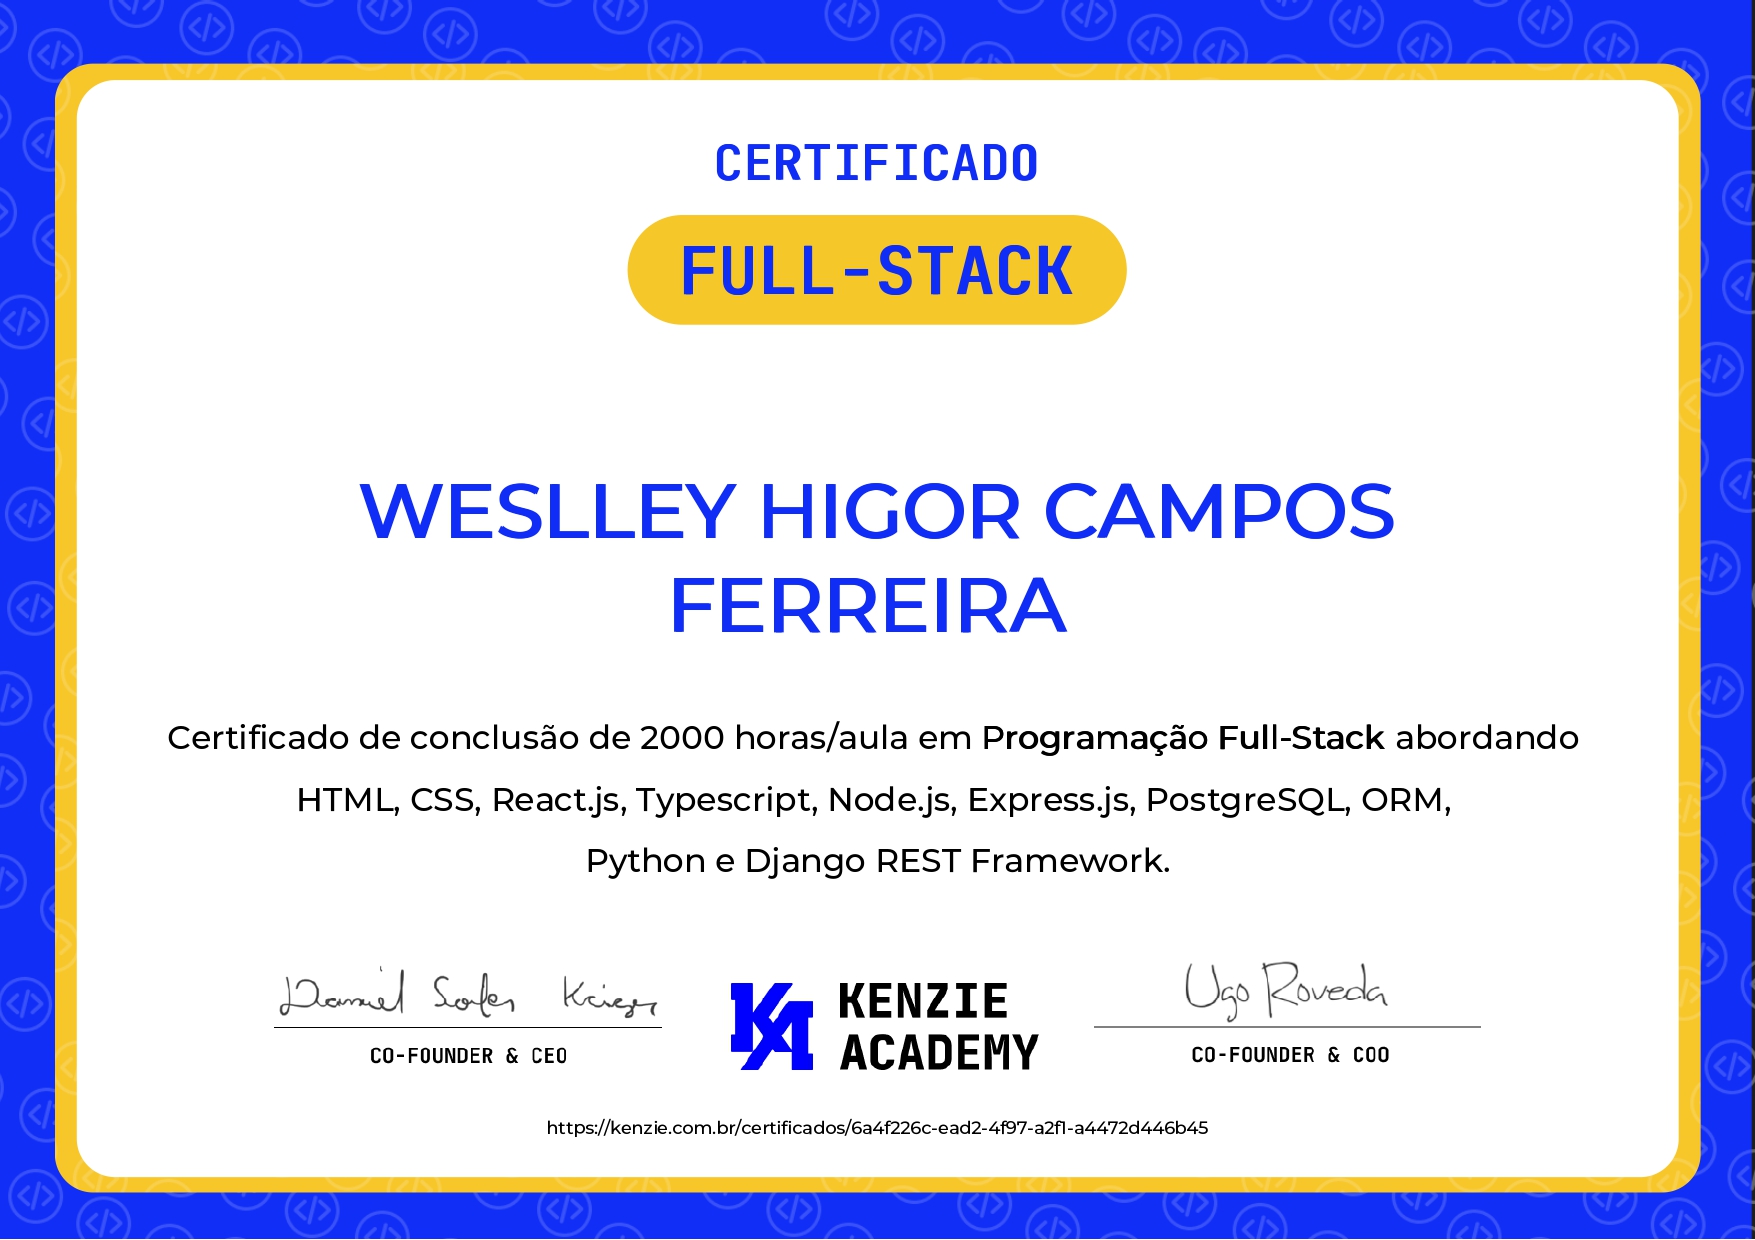 CERTIFICADO
FULL-STACK
WESLLEY HIGOR CAMPOS
FERREIRA
Certificado de conclusão de 2000 horas/aula em Programação Full-Stack abordando
HTML, CSS, React.js, Typescript, Node.js, Express.js, PostgreSQL, ORM,
Python e Django REST Framework.
Daniel Kriger
Ugo Roveda
KENZIE
ACADEMY
CO-FOUNDER & CEO
CO-FOUNDER & COO
https://kenzie.com.br/certificados/6a4f226c-ead2-4f97-a2f1-a4472d446b45